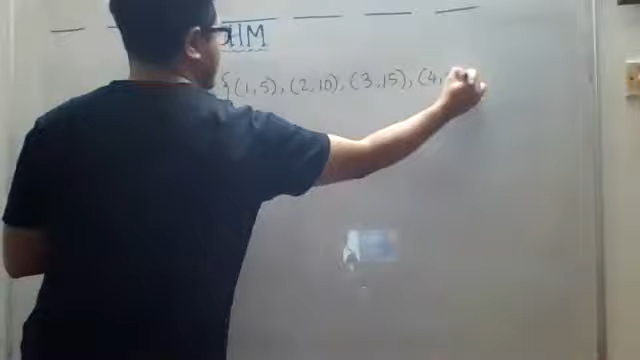 HM
{(1,5), (2,10), (3,15), (4,